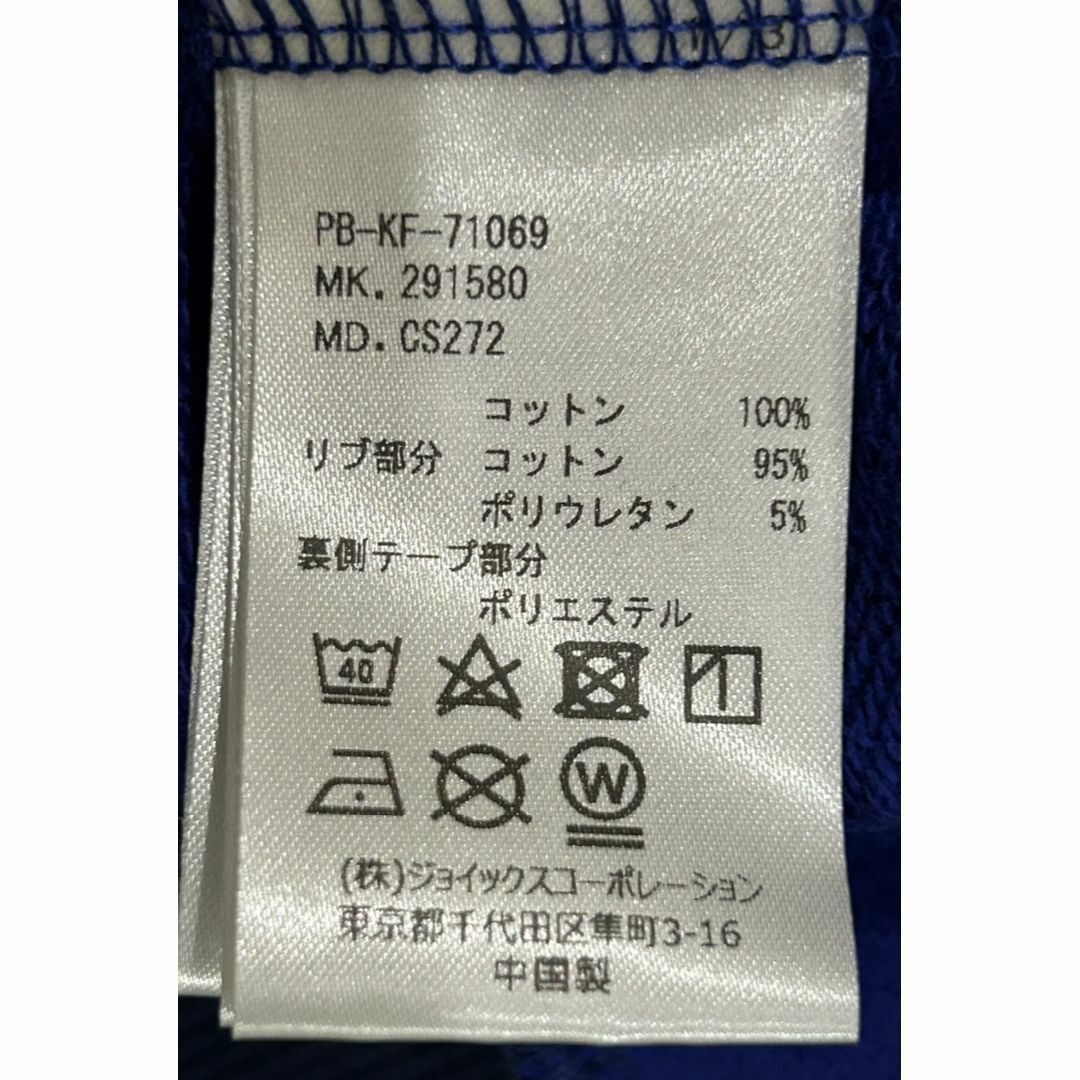 PB-KF-71069
MK. 291580
MD. CS272
コットン 100%
リブ部分 コットン 95%
ポリウレタン 5%
裏側テープ部分
ポリエステル
40
W
(株)ジョイックスコーポレーション
東京都千代田区隼町3-16
中国製